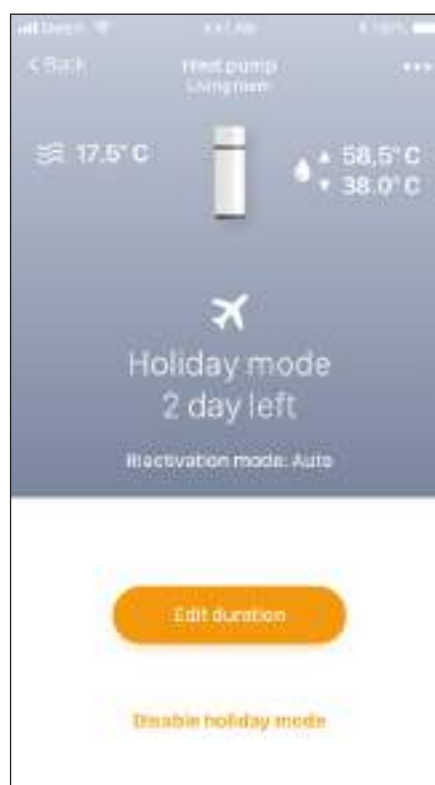 < Back
Heat pump
Living room
17.5° C
▲ 58,5° C
▼ 38.0° C
Holiday mode
2 day left
Riactivation mode: Auto
Edit duration
Disable holiday mode